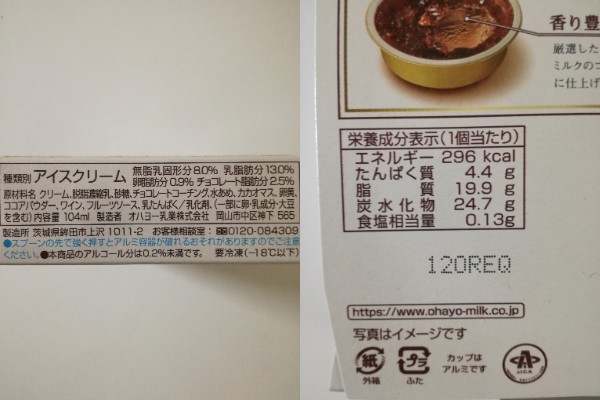 種類別 アイスクリーム 無脂乳固形分 8.0% 乳脂肪分 13.0%
卵脂肪分 0.9% チョコレート脂肪分 2.5%
原材料名 クリーム、脱脂濃縮乳、砂糖、チョコレートコーチング、水あめ、カカオマス、卵黄、
ココアパウダー、ワイン、フルーツソース、乳たんぱく/乳化剤、(一部に卵・乳成分・大豆
を含む) 内容量 104ml 製造者 オハヨー乳業株式会社 岡山市中区神下 565
製造所 茨城県鉾田市上沢 1011-2 お客様相談室: 0120-084309
●スプーンの先で強く押すとアルミ容器が破れるおそれがありますのでご注意
ください。●本商品のアルコール分は0.2%未満です。 要冷凍(−18℃以下)
香り豊
厳選した
ミルクのコ
に仕上げ
栄養成分表示(1個当たり)
エネルギー 296 kcal
たんぱく質 4.4 g
脂質 19.9 g
炭水化物 24.7 g
食塩相当量 0.13g
120REQ
https://www.ohayo-milk.co.jp
写真はイメージです
紙
外箱
プラ
ふた
カップは
アルミです
JICA